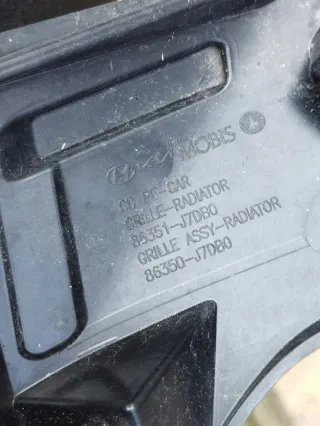 MOBIS
CD PE-CAR
GRILLE-RADIATOR
86351-J7DB0
GRILLE ASSY-RADIATOR
86350-J7DB0